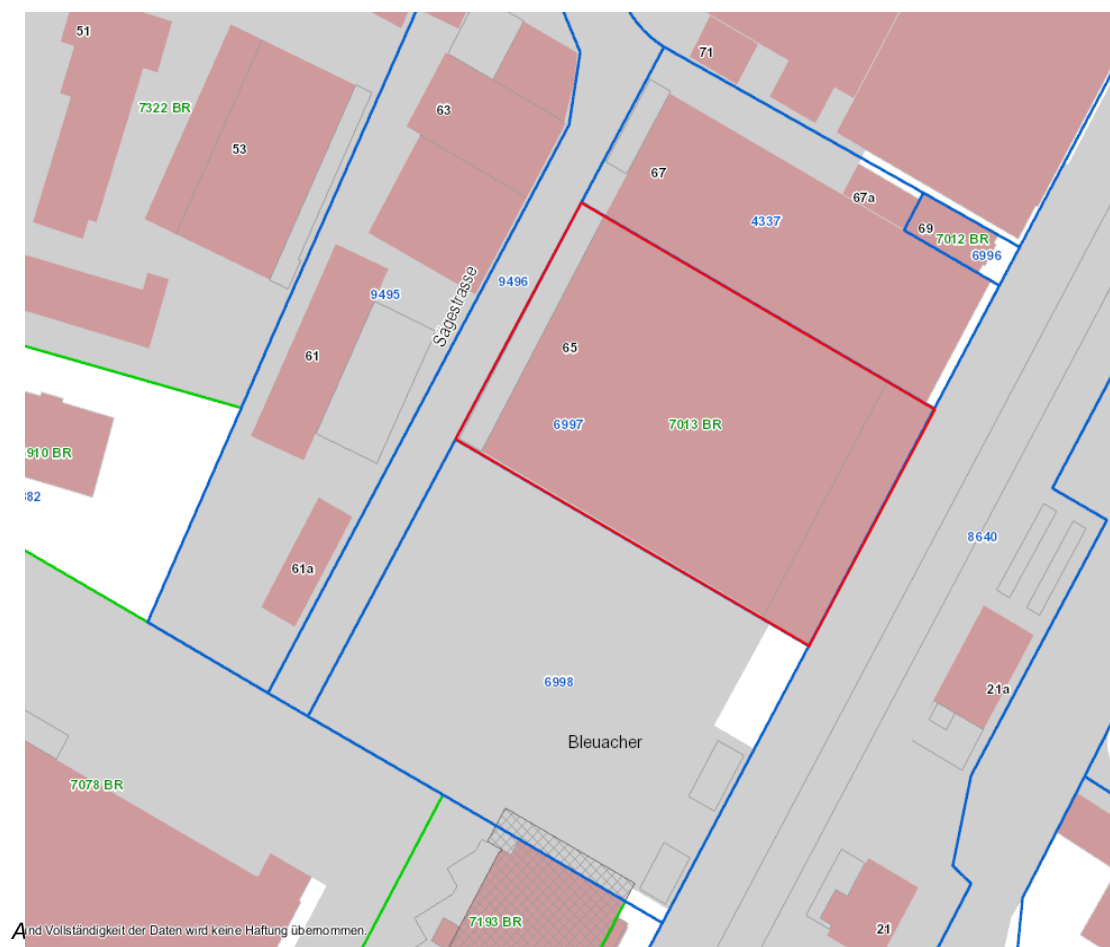 51
71
7322 BR
63
53
67
67a
4337
69
7012 BR
6996
9496
9495
Sägestrasse
65
61
6997
7013 BR
910 BR
382
8640
61a
6998
21a
Bleuacher
7078 BR
7193 BR
21
And Vollständigkeit der Daten wird keine Haftung übernommen.